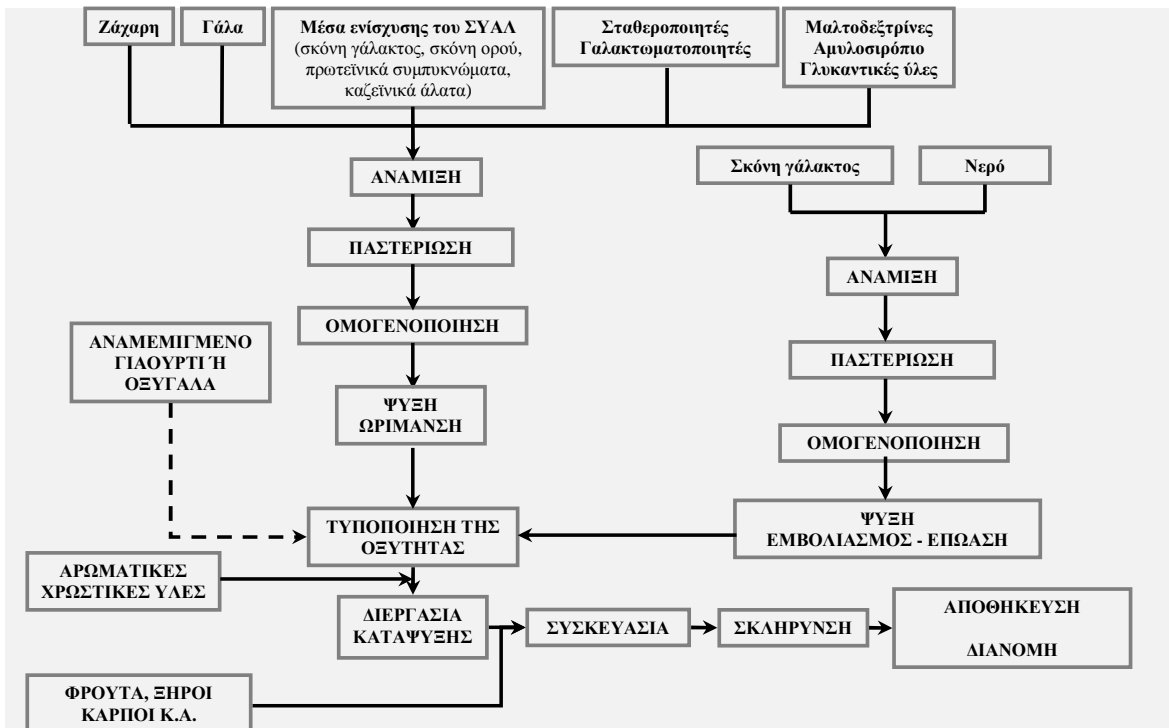 Ζάχαρη
Γάλα
Μέσα ενίσχυσης του ΣΥΑΛ
(σκόνη γάλακτος, σκόνη ορού,
πρωτεϊνικά συμπυκνώματα,
καζεϊνικά άλατα)
Σταθεροποιητές
Γαλακτωματοποιητές
Μαλτοδεξτρίνες
Αμυλοσιρόπιο
Γλυκαντικές ύλες
ΑΝΑΜΙΞΗ
Σκόνη γάλακτος
Νερό
ΠΑΣΤΕΡΙΩΣΗ
ΑΝΑΜΙΞΗ
ΟΜΟΓΕΝΟΠΟΙΗΣΗ
ΑΝΑΜΕΜΙΓΜΕΝΟ
ΓΙΑΟΥΡΤΙ Ή
ΟΞΥΓΑΛΑ
ΠΑΣΤΕΡΙΩΣΗ
ΨΥΞΗ
ΩΡΙΜΑΝΣΗ
ΟΜΟΓΕΝΟΠΟΙΗΣΗ
ΤΥΠΟΠΟΙΗΣΗ ΤΗΣ
ΟΞΥΤΗΤΑΣ
ΨΥΞΗ
ΕΜΒΟΛΙΑΣΜΟΣ - ΕΠΩΑΣΗ
ΑΡΩΜΑΤΙΚΕΣ
ΧΡΩΣΤΙΚΕΣ ΥΛΕΣ
ΔΙΕΡΓΑΣΙΑ
ΚΑΤΑΨΥΞΗΣ
ΣΥΣΚΕΥΑΣΙΑ
ΣΚΛΗΡΥΝΣΗ
ΑΠΟΘΗΚΕΥΣΗ
ΔΙΑΝΟΜΗ
ΦΡΟΥΤΑ, ΞΗΡΟΙ
ΚΑΡΠΟΙ Κ.Α.